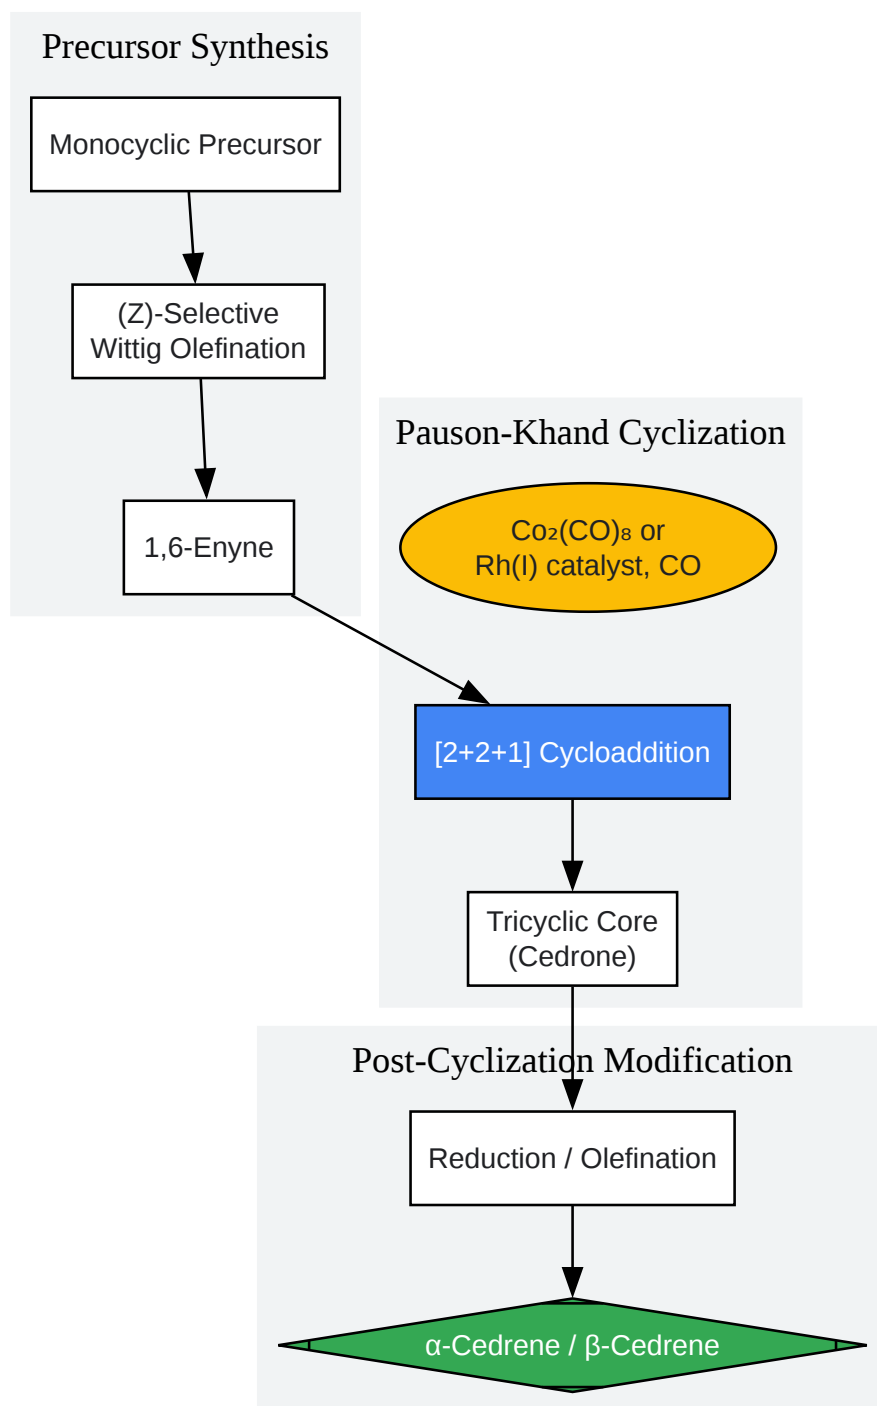 Precursor Synthesis
Monocyclic Precursor
(Z)-Selective
Wittig Olefination
1,6-Enyne
Pauson-Khand Cyclization
Co₂(CO)₈ or
Rh(I) catalyst, CO
[2+2+1] Cycloaddition
Tricyclic Core
(Cedrone)
Post-Cyclization Modification
Reduction / Olefination
α-Cedrene / β-Cedrene